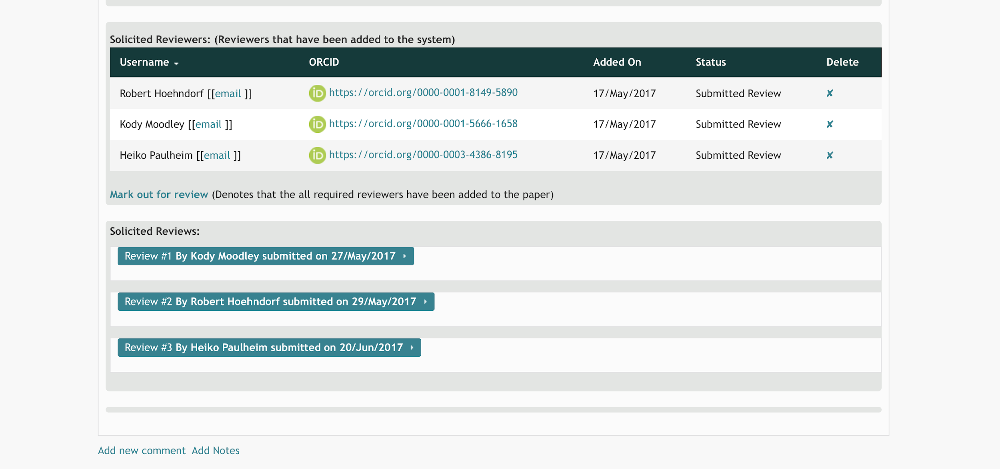 Solicited Reviewers: (Reviewers that have been added to the system)
Username ORCID Added On Status Delete
Robert Hoehndorf [[email ]] iD https://orcid.org/0000-0001-8149-5890 17/May/2017 Submitted Review ✘
Kody Moodley [[email ]] iD https://orcid.org/0000-0001-5666-1658 17/May/2017 Submitted Review ✘
Heiko Paulheim [[email ]] iD https://orcid.org/0000-0003-4386-8195 17/May/2017 Submitted Review ✘
Mark out for review (Denotes that the all required reviewers have been added to the paper)
Solicited Reviews:
Review #1 By Kody Moodley submitted on 27/May/2017
Review #2 By Robert Hoehndorf submitted on 29/May/2017
Review #3 By Heiko Paulheim submitted on 20/Jun/2017
Add new comment Add Notes